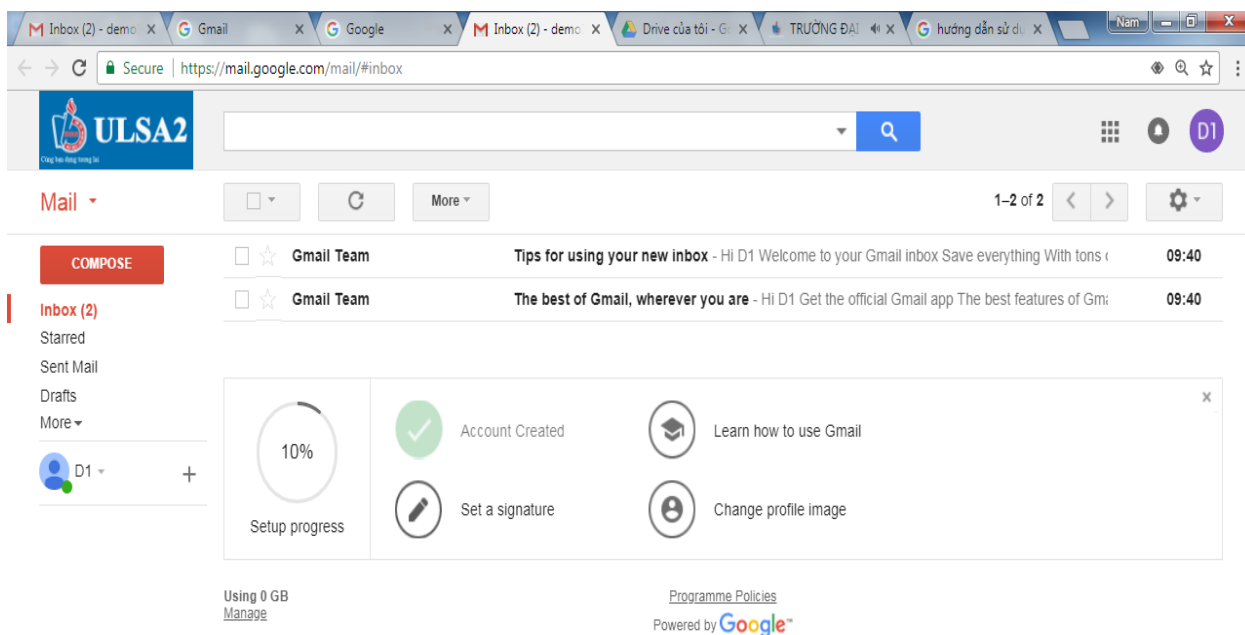 Inbox (2) - demo
Gmail
Google
Inbox (2) - demo
Drive của tôi - G
TRƯỜNG ĐẠI
hướng dẫn sử dụ
Nam
Secure | https://mail.google.com/mail/#inbox
ULSA2
D1
Mail
More
1–2 of 2
COMPOSE
Gmail Team Tips for using your new inbox - Hi D1 Welcome to your Gmail inbox Save everything With tons 09:40
Inbox (2)
Gmail Team The best of Gmail, wherever you are - Hi D1 Get the official Gmail app The best features of Gma 09:40
Starred
Sent Mail
Drafts
More
D1
10%
Setup progress
Account Created
Learn how to use Gmail
Set a signature
Change profile image
Using 0 GB
Manage
Programme Policies
Powered by Google™